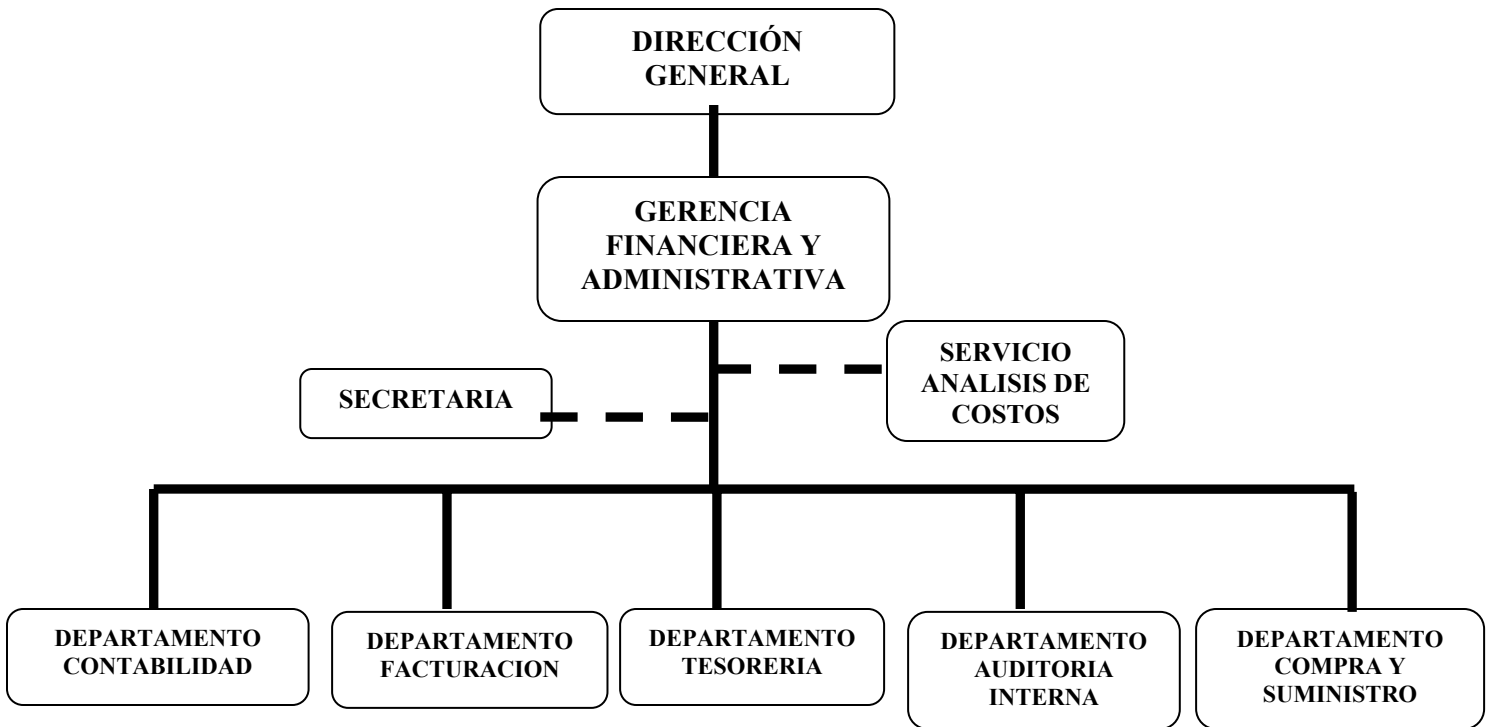 DIRECCIÓN
GENERAL
GERENCIA
FINANCIERA Y
ADMINISTRATIVA
SERVICIO
ANALISIS DE
COSTOS
SECRETARIA
DEPARTAMENTO
CONTABILIDAD
DEPARTAMENTO
FACTURACION
DEPARTAMENTO
TESORERIA
DEPARTAMENTO
AUDITORIA
INTERNA
DEPARTAMENTO
COMPRA Y
SUMINISTRO